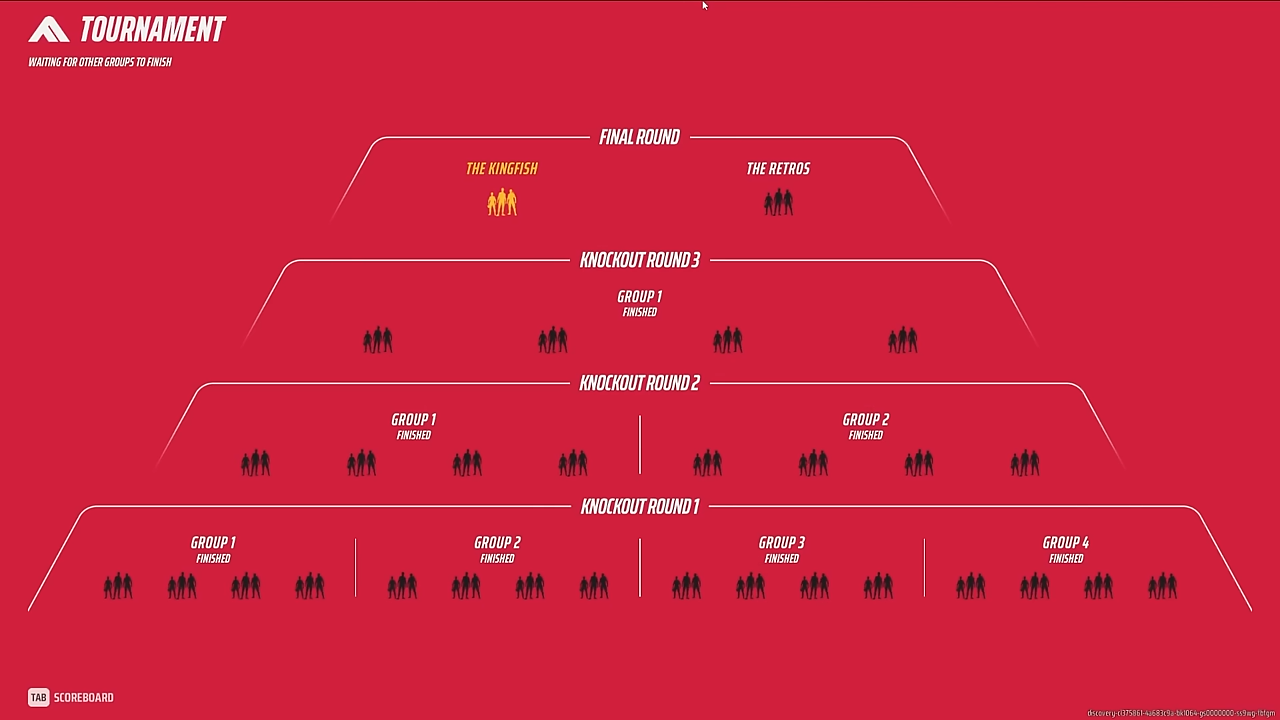 TOURNAMENT
WAITING FOR OTHER GROUPS TO FINISH
FINAL ROUND
THE KINGFISH
THE RETROS
KNOCKOUT ROUND 3
GROUP 1
FINISHED
KNOCKOUT ROUND 2
GROUP 1
FINISHED
GROUP 2
FINISHED
KNOCKOUT ROUND 1
GROUP 1
FINISHED
GROUP 2
FINISHED
GROUP 3
FINISHED
GROUP 4
FINISHED
TAB SCOREBOARD